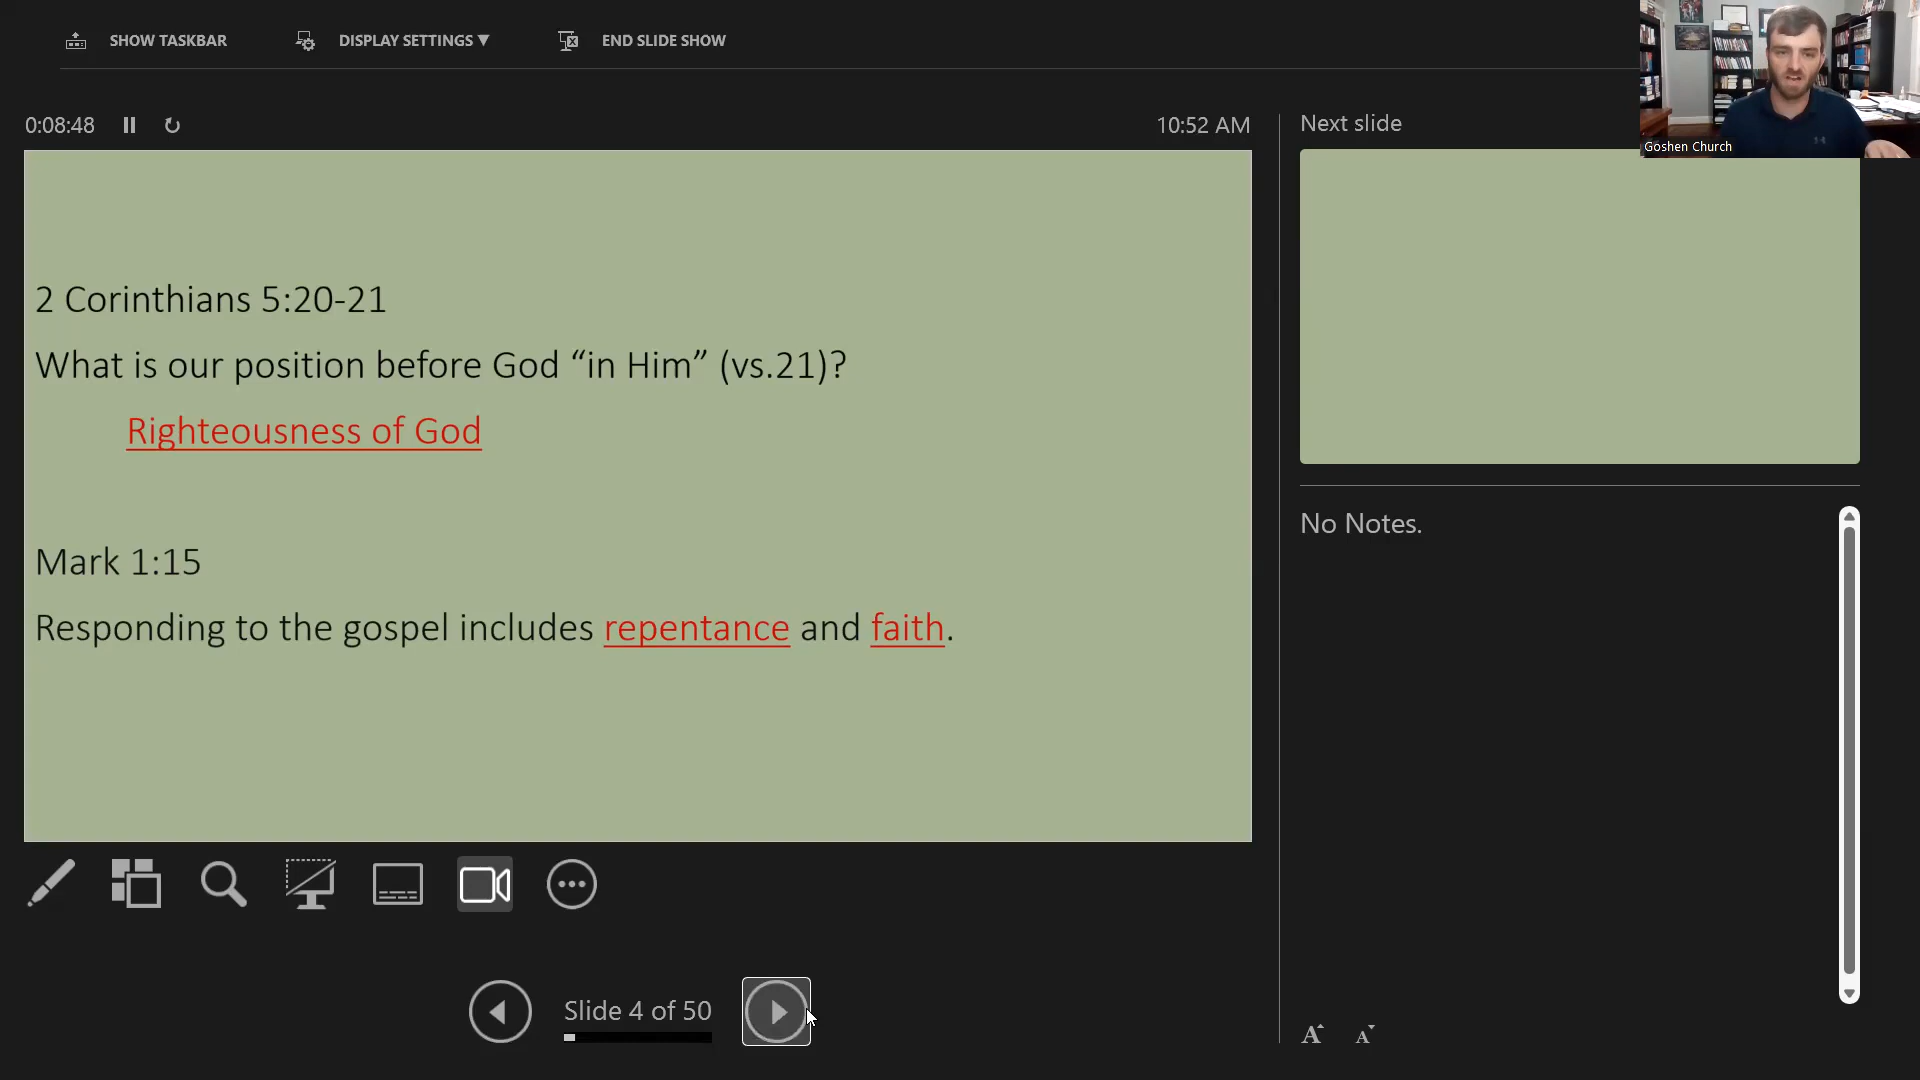 SHOW TASKBAR
DISPLAY SETTINGS ▼
END SLIDE SHOW
0:08:48
10:52 AM
Next slide
Goshen Church
2 Corinthians 5:20-21
What is our position before God “in Him” (vs.21)?
Righteousness of God
Mark 1:15
Responding to the gospel includes repentance and faith.
No Notes.
Slide 4 of 50
A A